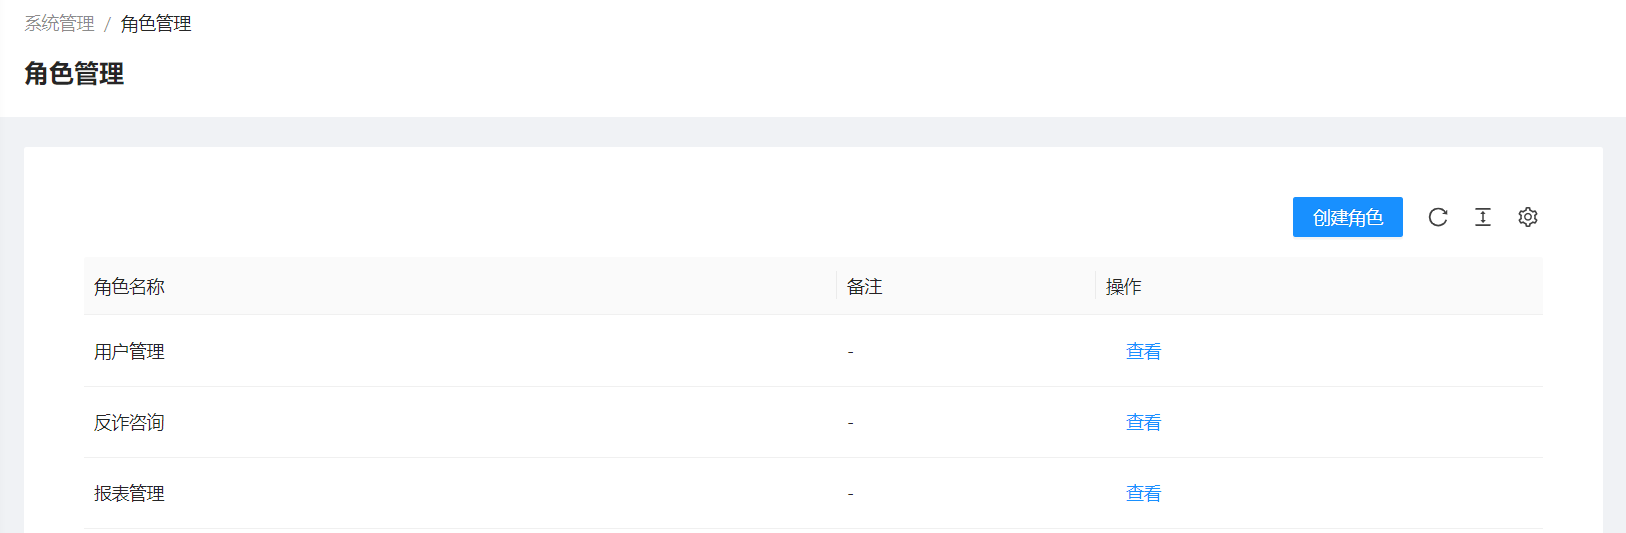 系统管理 / 角色管理
角色管理
创建角色
角色名称 备注 操作
用户管理 - 查看
反诈咨询 - 查看
报表管理 - 查看